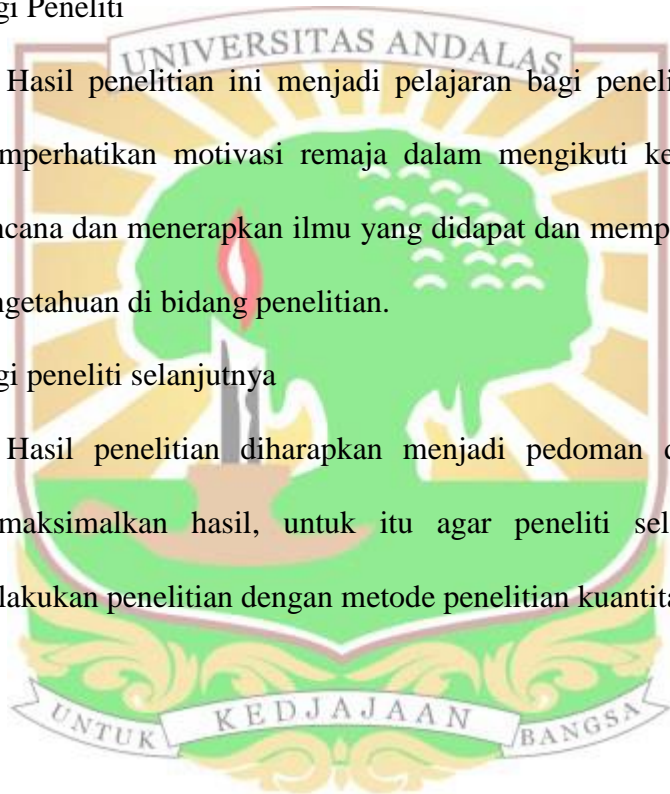 gi Peneliti
UNIVERSITAS ANDALAS
Hasil penelitian ini menjadi pelajaran bagi peneli
mperhatikan motivasi remaja dalam mengikuti ke
ncana dan menerapkan ilmu yang didapat dan memp
ngetahuan di bidang penelitian.
gi peneliti selanjutnya
Hasil penelitian diharapkan menjadi pedoman d
maksimalkan hasil, untuk itu agar peneliti sel
lakukan penelitian dengan metode penelitian kuantita
UNTUK KEDJAJAAN BANGSA